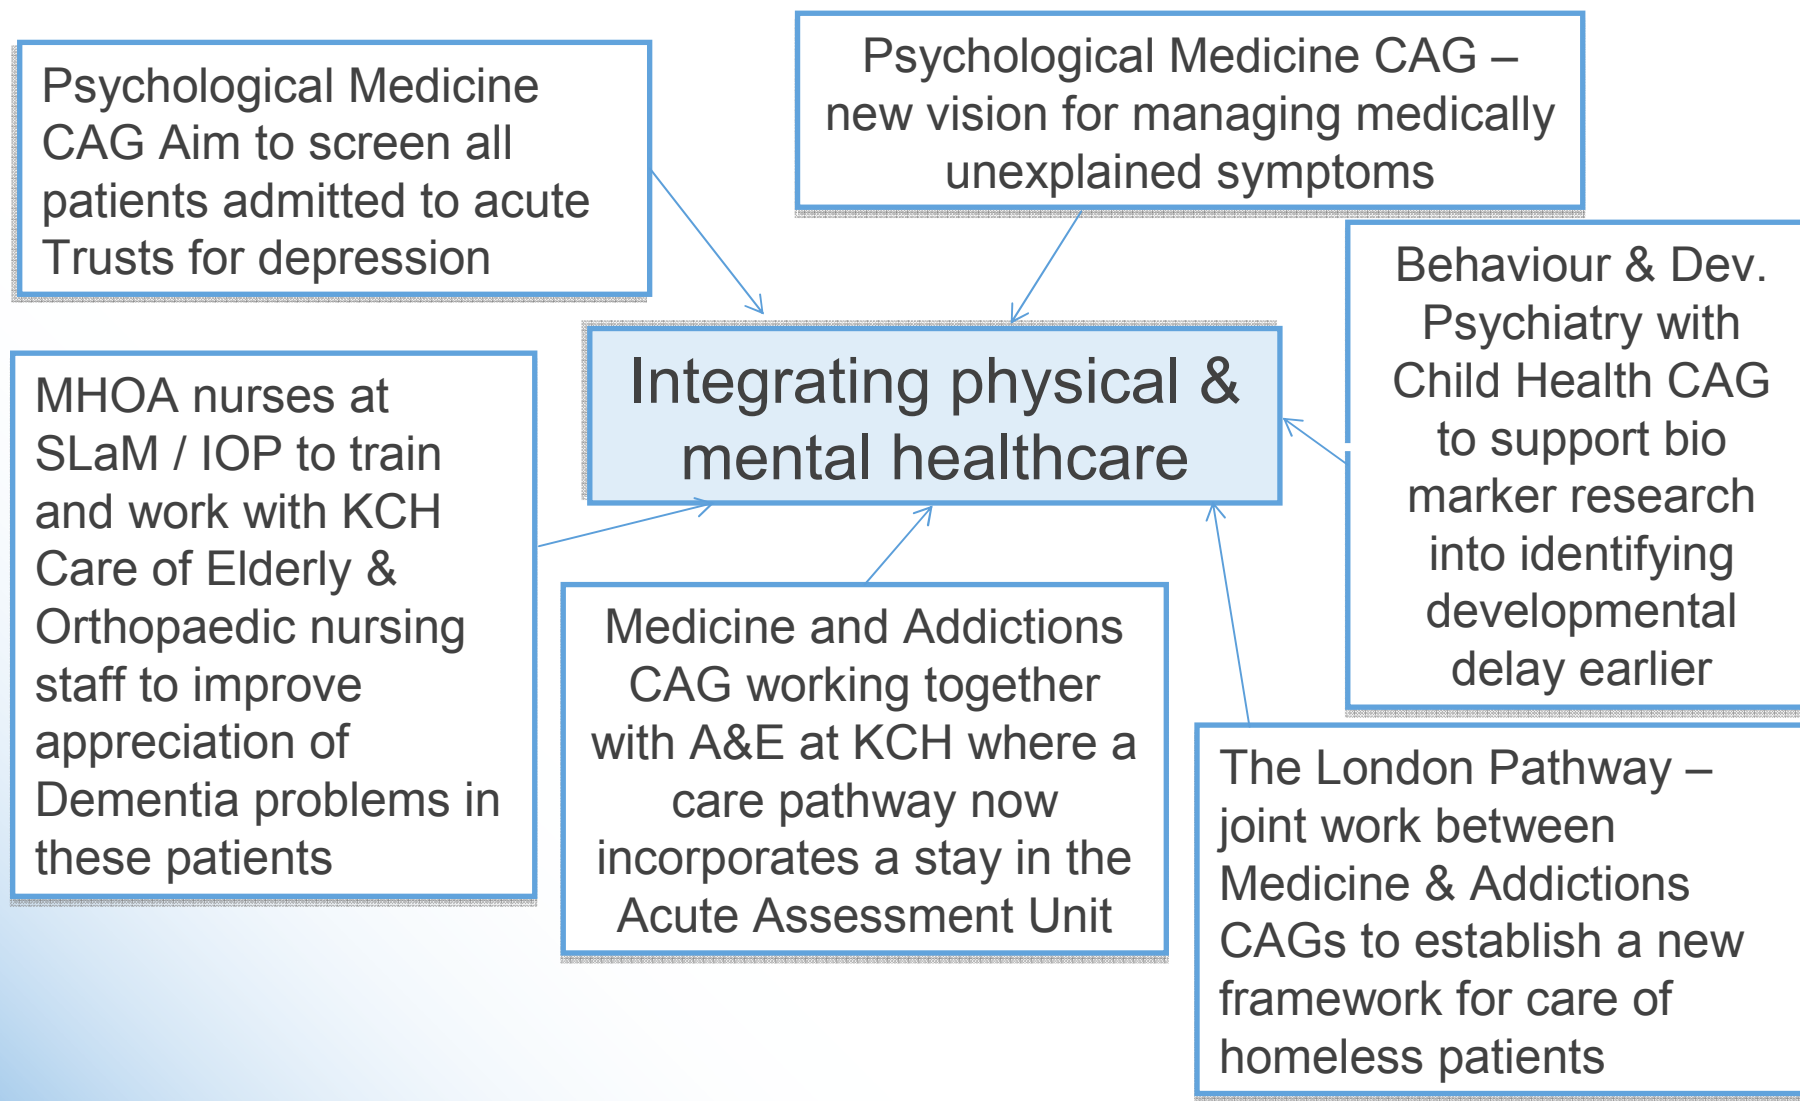 Psychological Medicine
CAG Aim to screen all
patients admitted to acute
Trusts for depression
Psychological Medicine CAG –
new vision for managing medically
unexplained symptoms
Behaviour & Dev.
Psychiatry with
Child Health CAG
to support bio
marker research
into identifying
developmental
delay earlier
Integrating physical &
mental healthcare
MHOA nurses at
SLaM / IOP to train
and work with KCH
Care of Elderly &
Orthopaedic nursing
staff to improve
appreciation of
Dementia problems in
these patients
Medicine and Addictions
CAG working together
with A&E at KCH where a
care pathway now
incorporates a stay in the
Acute Assessment Unit
The London Pathway –
joint work between
Medicine & Addictions
CAGs to establish a new
framework for care of
homeless patients